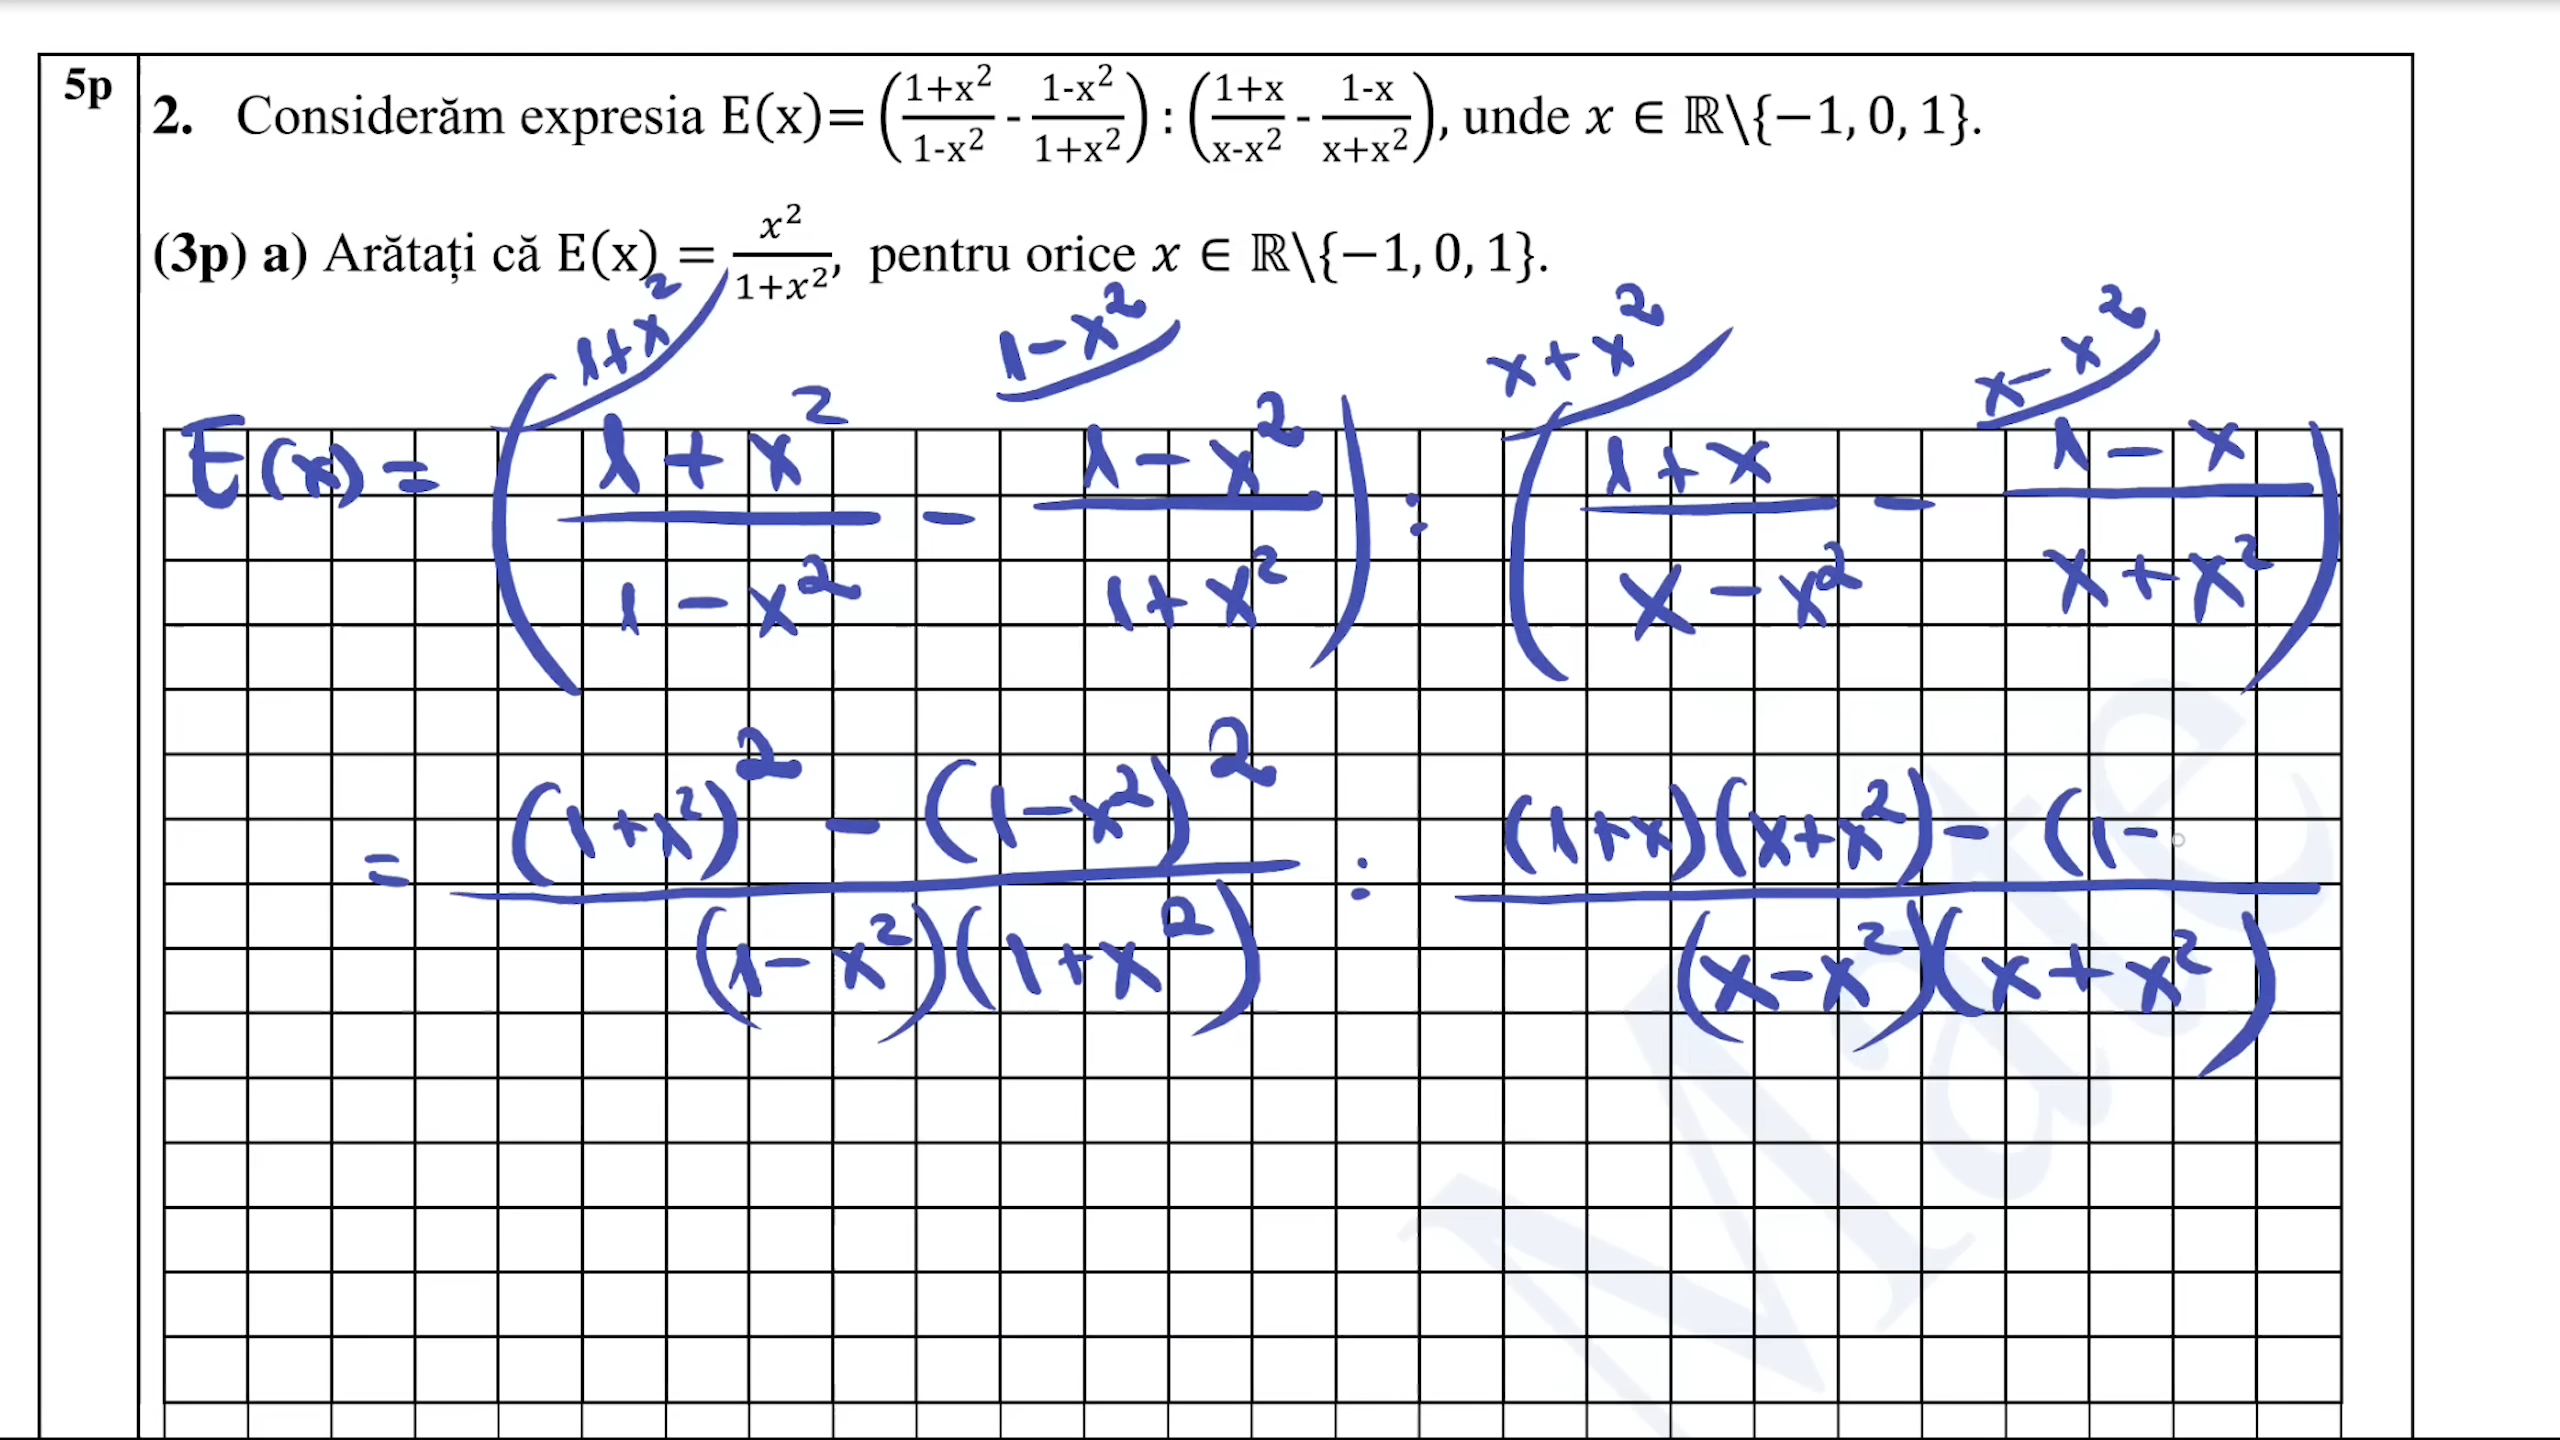 5p
2. Considerăm expresia E(x)=((1+x²)/(1-x²) - (1-x²)/(1+x²)) : ((1+x)/(x-x²) - (1-x)/(x+x²)), unde x ∈ ℝ\{−1, 0, 1}.
(3p) a) Arătați că E(x) = x²/(1+x²), pentru orice x ∈ ℝ\{−1, 0, 1}.
1+x² 1-x² x+x² x-x²
E(x) = ((1+x²)/(1-x²) - (1-x²)/(1+x²)) : ((1+x)/(x-x²) - (1-x)/(x+x²))
= ((1+x²)² - (1-x²)²)/((1-x²)(1+x²)) : ((1+x)(x+x²) - (1-)/((x-x²)(x+x²))
Mate